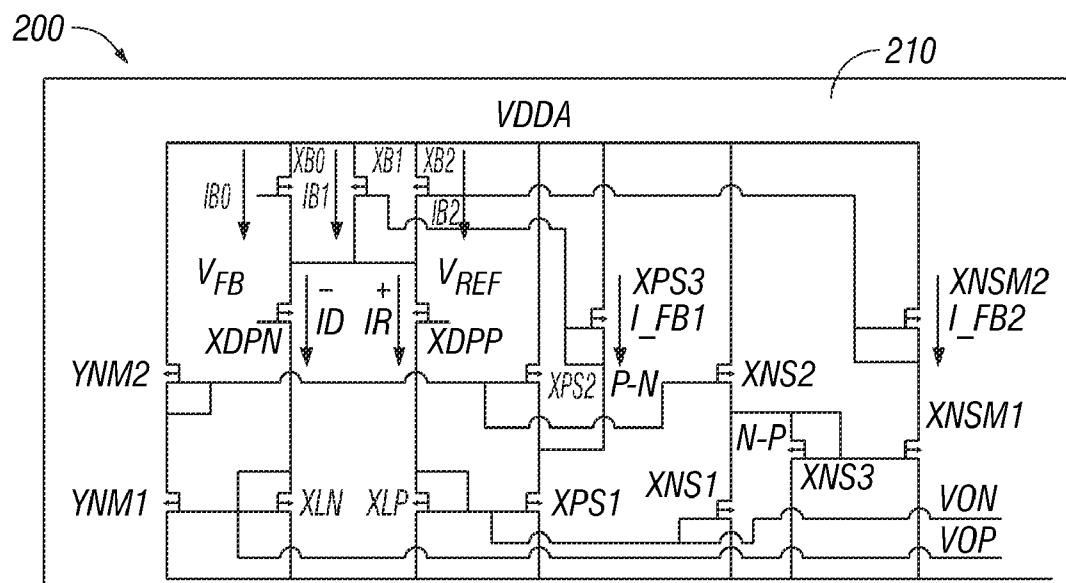 200
210
VDDA
XB0 XB1 XB2
IB0 IB1 IB2
VFB − + VREF
ID IR
XDPN XDPP
XPS3 XNSM2
I_FB1 I_FB2
YNM2 XPS2 P-N XNS2
N-P XNSM1
YNM1 XLN XLP XPS1 XNS1 XNS3
VON
VOP